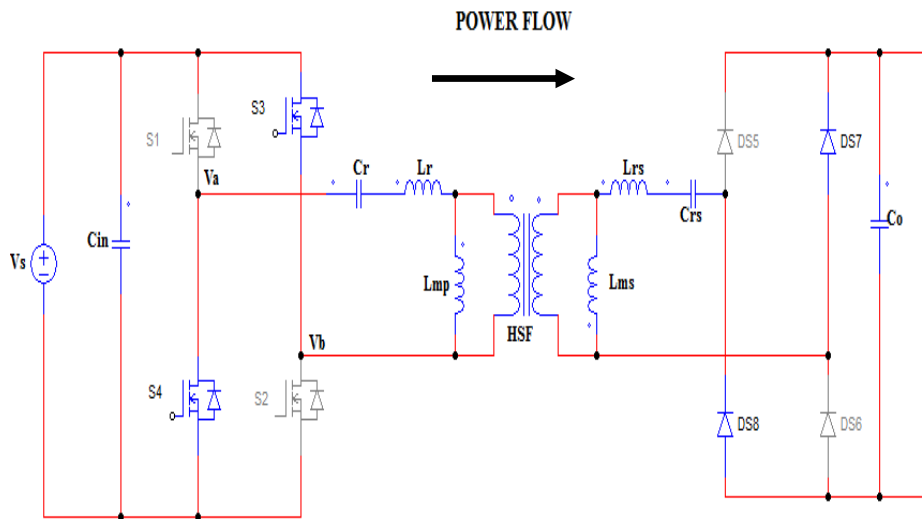 POWER FLOW
S1
S3
DS5
DS7
Va
Cr
Lr
Lrs
Crs
Vs
Cin
Co
Lmp
Lms
HSF
Vb
S4
S2
DS8
DS6